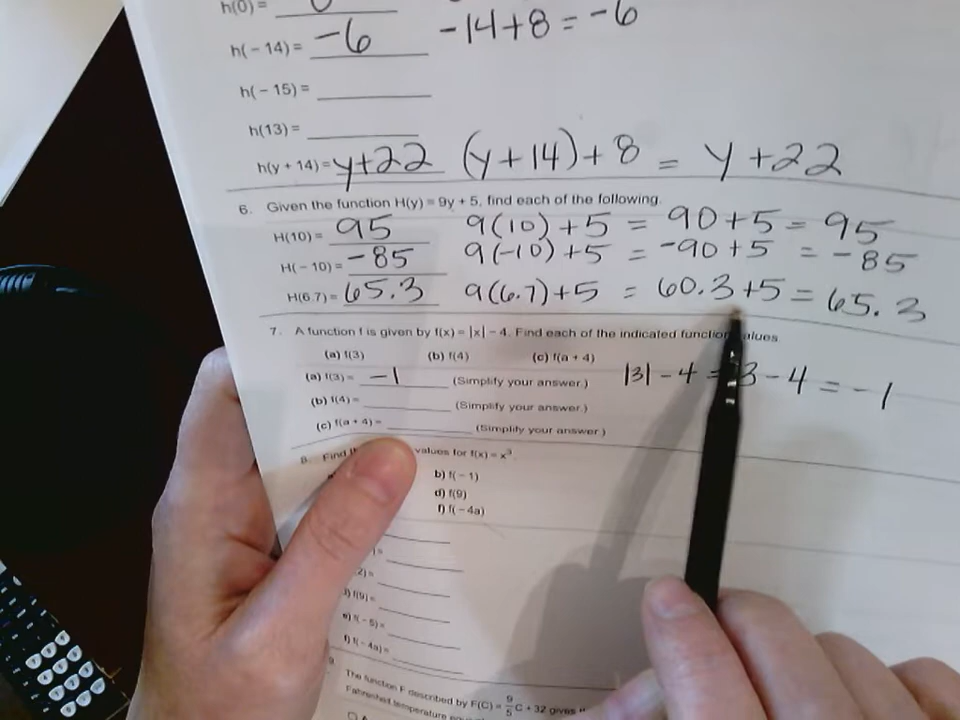 h(0) = 
h(-14) = -6 -14+8 = -6
h(-15) =
h(13) =
h(y + 14) = y+22 (y+14)+8 = y+22
6. Given the function H(y) = 9y + 5, find each of the following.
H(10) = 95 9(10)+5 = 90+5 = 95
H(-10) = -85 9(-10)+5 = -90+5 = -85
H(6.7) = 65.3 9(6.7)+5 = 60.3+5 = 65.3
7. A function f is given by f(x) = |x| - 4. Find each of the indicated function values.
(a) f(3) (b) f(4) (c) f(a + 4)
(a) f(3) = -1 (Simplify your answer.) |3| - 4 = 3 - 4 = -1
(b) f(4) = (Simplify your answer.)
(c) f(a + 4) = (Simplify your answer.)
8. Find values for f(x) = x³.
b) f(-1)
d) f(9)
f) f(-4a)
f(9) =
e) f(-5) =
f) f(-4a) =
The function F described by F(C) = 9/5 C + 32 gives
Fahrenheit temperature